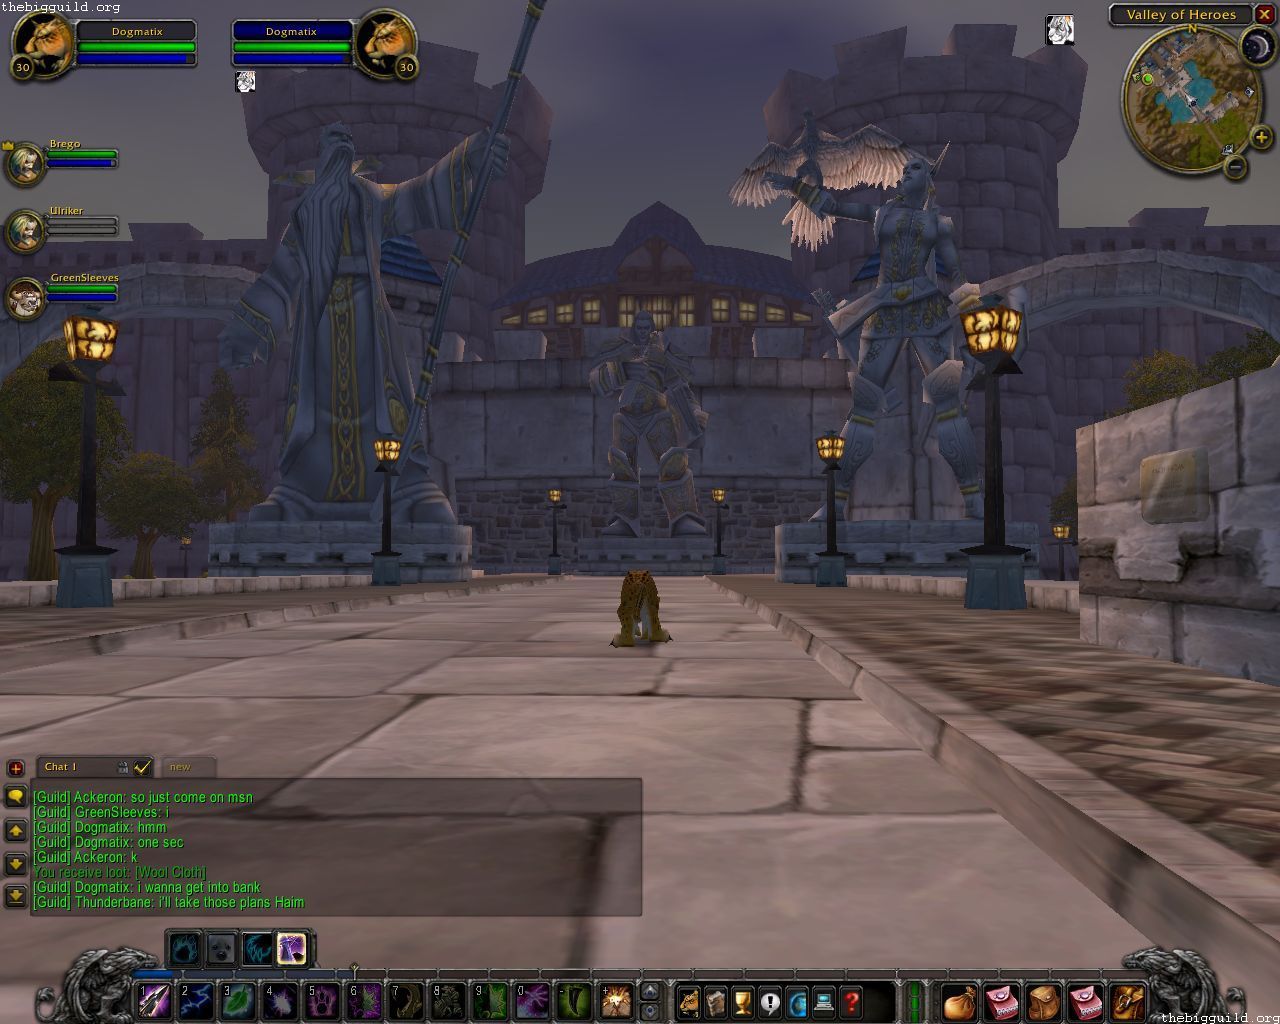 thebigguild.org
Dogmatix
30
Dogmatix
30
Valley of Heroes
N
Brego
Ulriker
GreenSleeves
Chat 1
new
[Guild] Ackeron: so just come on msn
[Guild] GreenSleeves: i
[Guild] Dogmatix: hmm
[Guild] Dogmatix: one sec
[Guild] Ackeron: k
You receive loot: [Wool Cloth]
[Guild] Dogmatix: i wanna get into bank
[Guild] Thunderbane: i'll take those plans Haim
1 2 3 4 5 6 7 8 9 0 - +
thebigguild.org